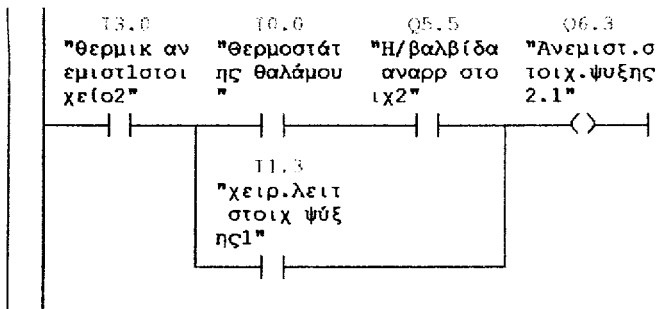 I3.0 I0.0 Q5.5 Q6.3
"θερμικ αν "Θερμοστάτ "Η/βαλβίδα "Ανεμιστ.σ
εμιστ1στοι ης θαλάμου αναρρ στο τοιχ.ψυξης
χείο2" " ιχ2" 2.1"
I1.3
"χειρ.λειτ
στοιχ ψύξ
ης1"